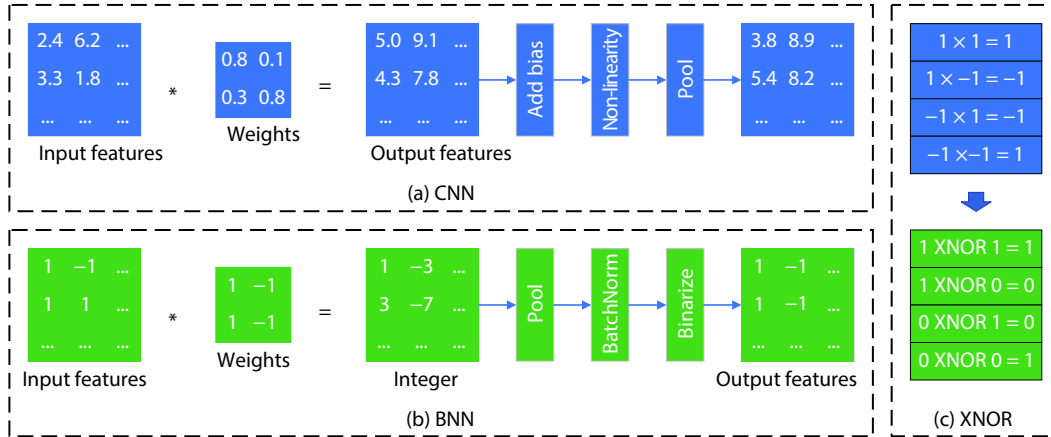 2.4 6.2 ...
3.3 1.8 ...
... ... ...
Input features
*
0.8 0.1
0.3 0.8
Weights
=
5.0 9.1 ...
4.3 7.8 ...
... ... ...
Output features
Add bias
Non-linearity
Pool
3.8 8.9 ...
5.4 8.2 ...
... ... ...
(a) CNN
1 −1 ...
1 1 ...
... ... ...
Input features
*
1 −1
1 −1
Weights
=
1 −3 ...
3 −7 ...
... ... ...
Integer
Pool
BatchNorm
Binarize
1 −1 ...
1 −1 ...
... ... ...
Output features
(b) BNN
1 × 1 = 1
1 × −1 = −1
−1 × 1 = −1
−1 ×−1 = 1
1 XNOR 1 = 1
1 XNOR 0 = 0
0 XNOR 1 = 0
0 XNOR 0 = 1
(c) XNOR